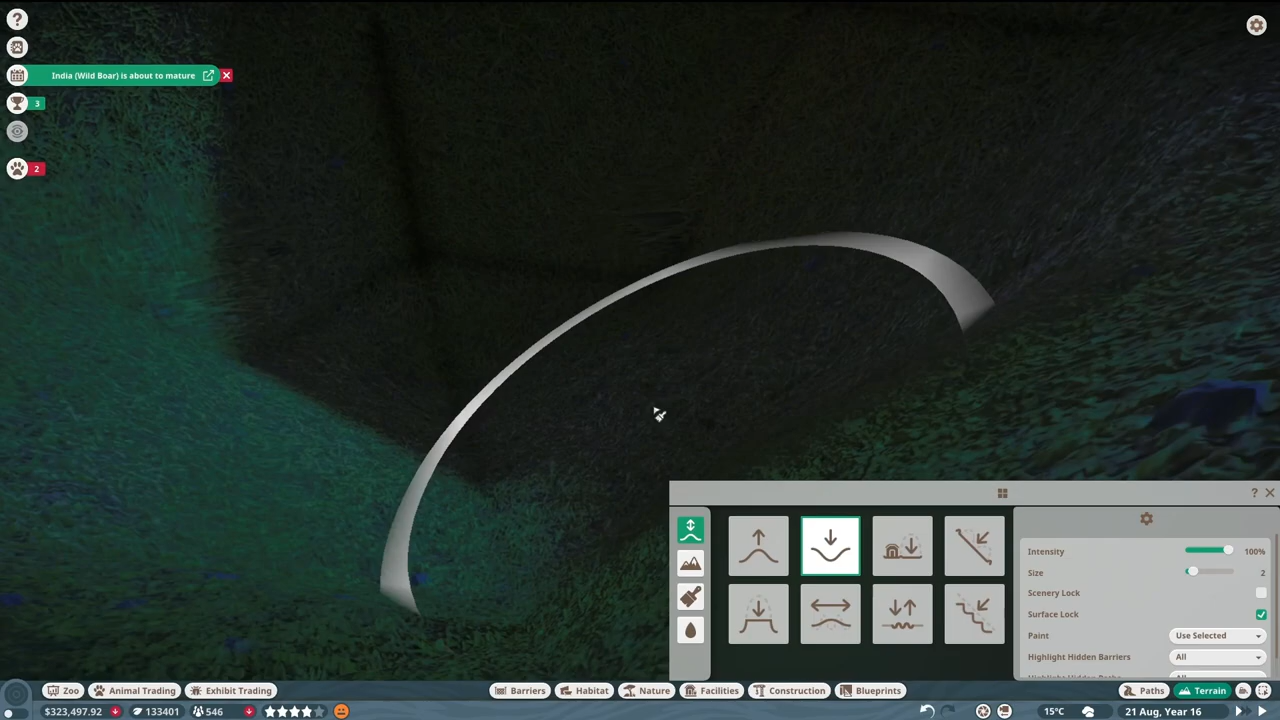 ?
India (Wild Boar) is about to mature
3
2
?
Intensity 100%
Size 2
Scenery Lock
Surface Lock
Paint Use Selected
Highlight Hidden Barriers All
Zoo Animal Trading Exhibit Trading Barriers Habitat Nature Facilities Construction Blueprints Paths Terrain
$323,497.92 133401 546 15°C 21 Aug, Year 16